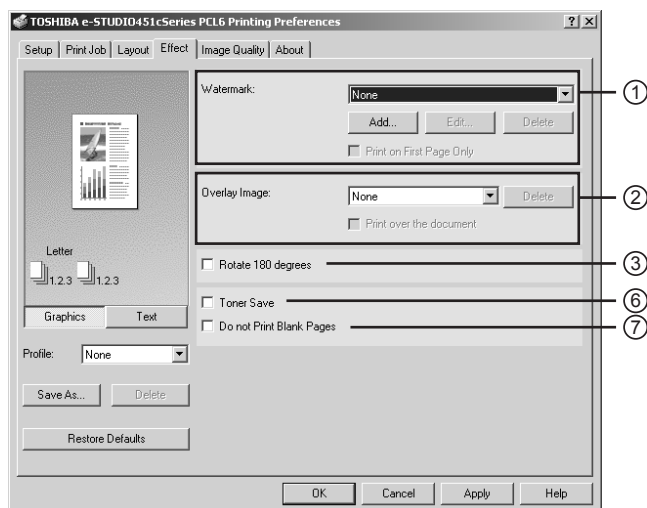 TOSHIBA e-STUDIO451cSeries PCL6 Printing Preferences
Setup Print Job Layout Effect Image Quality About
Watermark:
None
1
Add... Edit... Delete
Print on First Page Only
Overlay Image:
None
Delete
2
Print over the document
Letter
1.2.3 1.2.3
Rotate 180 degrees
3
Toner Save
6
Graphics Text
Do not Print Blank Pages
7
Profile:
None
Save As... Delete
Restore Defaults
OK Cancel Apply Help